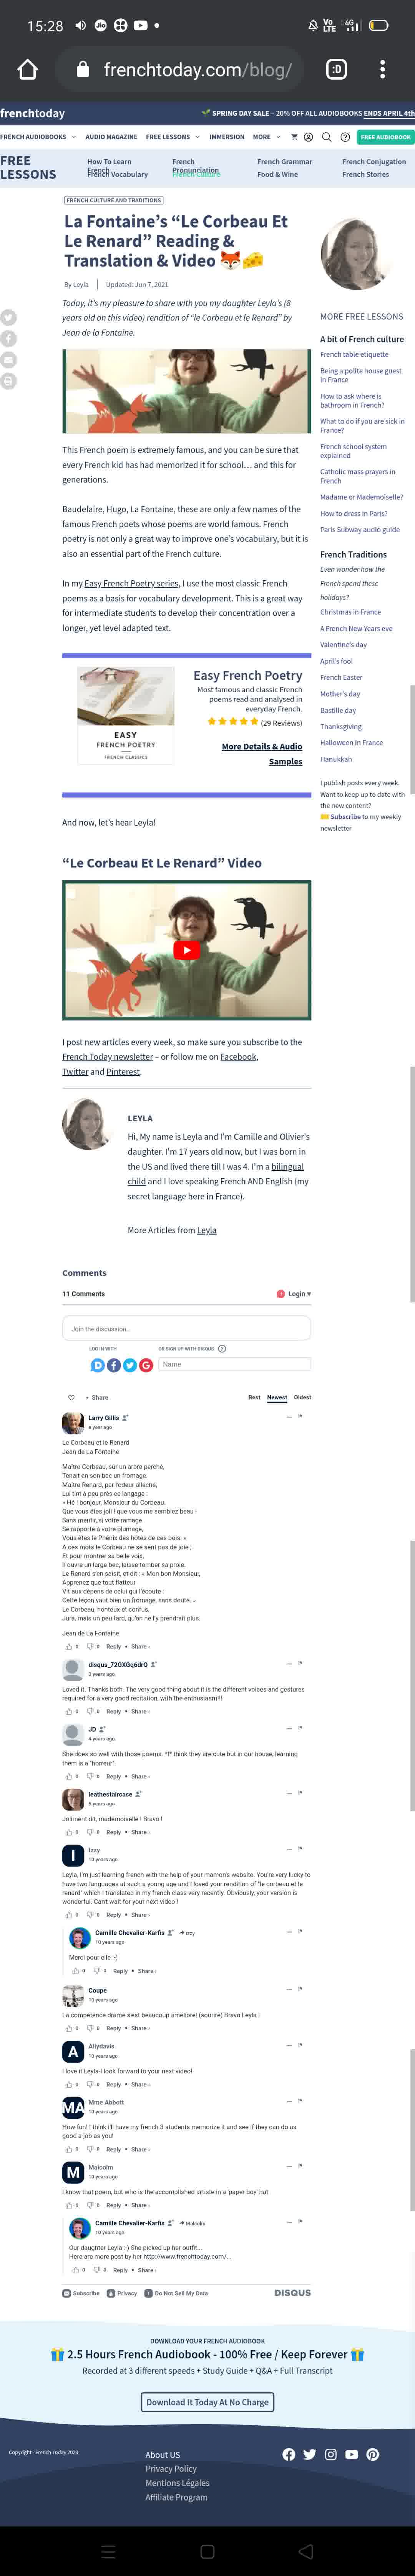 15:28
Jio
Vo LTE 4G
frenchtoday.com/blog/
:D
frenchtoday
SPRING DAY SALE – 20% OFF ALL AUDIOBOOKS ENDS APRIL 4th
FRENCH AUDIOBOOKS AUDIO MAGAZINE FREE LESSONS IMMERSION MORE FREE AUDIOBOOK
FREE LESSONS
How To Learn French
French Pronunciation
French Grammar
French Conjugation
French Vocabulary
French Culture
Food & Wine
French Stories
FRENCH CULTURE AND TRADITIONS
La Fontaine’s “Le Corbeau Et
Le Renard” Reading &
Translation & Video 🦊🧀
By Leyla Updated: Jun 7, 2021
Today, it’s my pleasure to share with you my daughter Leyla’s (8
years old on this video) rendition of “le Corbeau et le Renard” by
Jean de la Fontaine.
This French poem is extremely famous, and you can be sure that
every French kid has had memorized it for school… and this for
generations.
Baudelaire, Hugo, La Fontaine, these are only a few names of the
famous French poets whose poems are world famous. French
poetry is not only a great way to improve one’s vocabulary, but it is
also an essential part of the French culture.
In my Easy French Poetry series, I use the most classic French
poems as a basis for vocabulary development. This is a great way
for intermediate students to develop their concentration over a
longer, yet level adapted text.
EASY
FRENCH POETRY
FRENCH CLASSICS
Easy French Poetry
Most famous and classic French
poems read and analysed in
everyday French.
(29 Reviews)
More Details & Audio
Samples
And now, let’s hear Leyla!
“Le Corbeau Et Le Renard” Video
I post new articles every week, so make sure you subscribe to the
French Today newsletter – or follow me on Facebook,
Twitter and Pinterest.
LEYLA
Hi, My name is Leyla and I’m Camille and Olivier’s
daughter. I’m 17 years old now, but I was born in
the US and lived there till I was 4. I’m a bilingual
child and I love speaking French AND English (my
secret language here in France).
More Articles from Leyla
MORE FREE LESSONS
A bit of French culture
French table etiquette
Being a polite house guest
in France
How to ask where is
bathroom in French?
What to do if you are sick in
France?
French school system
explained
Catholic mass prayers in
French
Madame or Mademoiselle?
How to dress in Paris?
Paris Subway audio guide
French Traditions
Even wonder how the
French spend these
holidays?
Christmas in France
A French New Years eve
Valentine’s day
April’s fool
French Easter
Mother’s day
Bastille day
Thanksgiving
Halloween in France
Hanukkah
I publish posts every week.
Want to keep up to date with
the new content?
Subscribe to my weekly
newsletter
Comments
11 Comments
1 Login
Join the discussion…
LOG IN WITH
OR SIGN UP WITH DISQUS ?
Name
Share
Best Newest Oldest
Larry Gillis
a year ago
Le Corbeau et le Renard
Jean de La Fontaine
Maître Corbeau, sur un arbre perché,
Tenait en son bec un fromage.
Maître Renard, par l’odeur alléché,
Lui tint à peu près ce langage :
« Hé ! bonjour, Monsieur du Corbeau.
Que vous êtes joli ! que vous me semblez beau !
Sans mentir, si votre ramage
Se rapporte à votre plumage,
Vous êtes le Phénix des hôtes de ces bois. »
A ces mots le Corbeau ne se sent pas de joie ;
Et pour montrer sa belle voix,
Il ouvre un large bec, laisse tomber sa proie.
Le Renard s’en saisit, et dit : « Mon bon Monsieur,
Apprenez que tout flatteur
Vit aux dépens de celui qui l’écoute :
Cette leçon vaut bien un fromage, sans doute. »
Le Corbeau, honteux et confus,
Jura, mais un peu tard, qu’on ne l’y prendrait plus.
Jean de La Fontaine
0 0 Reply • Share ›
disqus_72GXGq6drQ
3 years ago
Loved it. Thanks both. The very good thing about it is the different voices and gestures
required for a very good recitation, with the enthusiasm!!!
0 0 Reply • Share ›
JD
4 years ago
She does so well with those poems. *I* think they are cute but in our house, learning
them is a "horreur".
0 0 Reply • Share ›
leathestaircase
5 years ago
Joliment dit, mademoiselle ! Bravo !
0 0 Reply • Share ›
I
Izzy
10 years ago
Leyla, I'm just learning french with the help of your maman's website. You're very lucky to
have two languages at such a young age and I loved your rendition of "le corbeau et le
renard" which I translated in my french class very recently. Obviously, your version is
wonderful. Can't wait for your next video !
0 0 Reply • Share ›
Camille Chevalier-Karfis Izzy
10 years ago
Merci pour elle :-)
0 0 Reply • Share ›
Coupe
10 years ago
La compétence drame s'est beaucoup amélioré! (sourire) Bravo Leyla !
0 0 Reply • Share ›
A
Allydavis
10 years ago
I love it Leyla-I look forward to your next video!
0 0 Reply • Share ›
MA
Mme Abbott
10 years ago
How fun! I think I'll have my french 3 students memorize it and see if they can do as
good a job as you!
0 0 Reply • Share ›
M
Malcolm
10 years ago
I know that poem, but who is the accomplished artiste in a 'paper boy' hat
0 0 Reply • Share ›
Camille Chevalier-Karfis Malcolm
10 years ago
Our daughter Leyla :-) She picked up her outfit...
Here are more post by her http://www.frenchtoday.com/...
0 0 Reply • Share ›
Subscribe Privacy Do Not Sell My Data DISQUS
DOWNLOAD YOUR FRENCH AUDIOBOOK
🎁 2.5 Hours French Audiobook - 100% Free / Keep Forever 🎁
Recorded at 3 different speeds + Study Guide + Q&A + Full Transcript
Download It Today At No Charge
Copyright - French Today 2023
About US
Privacy Policy
Mentions Légales
Affiliate Program